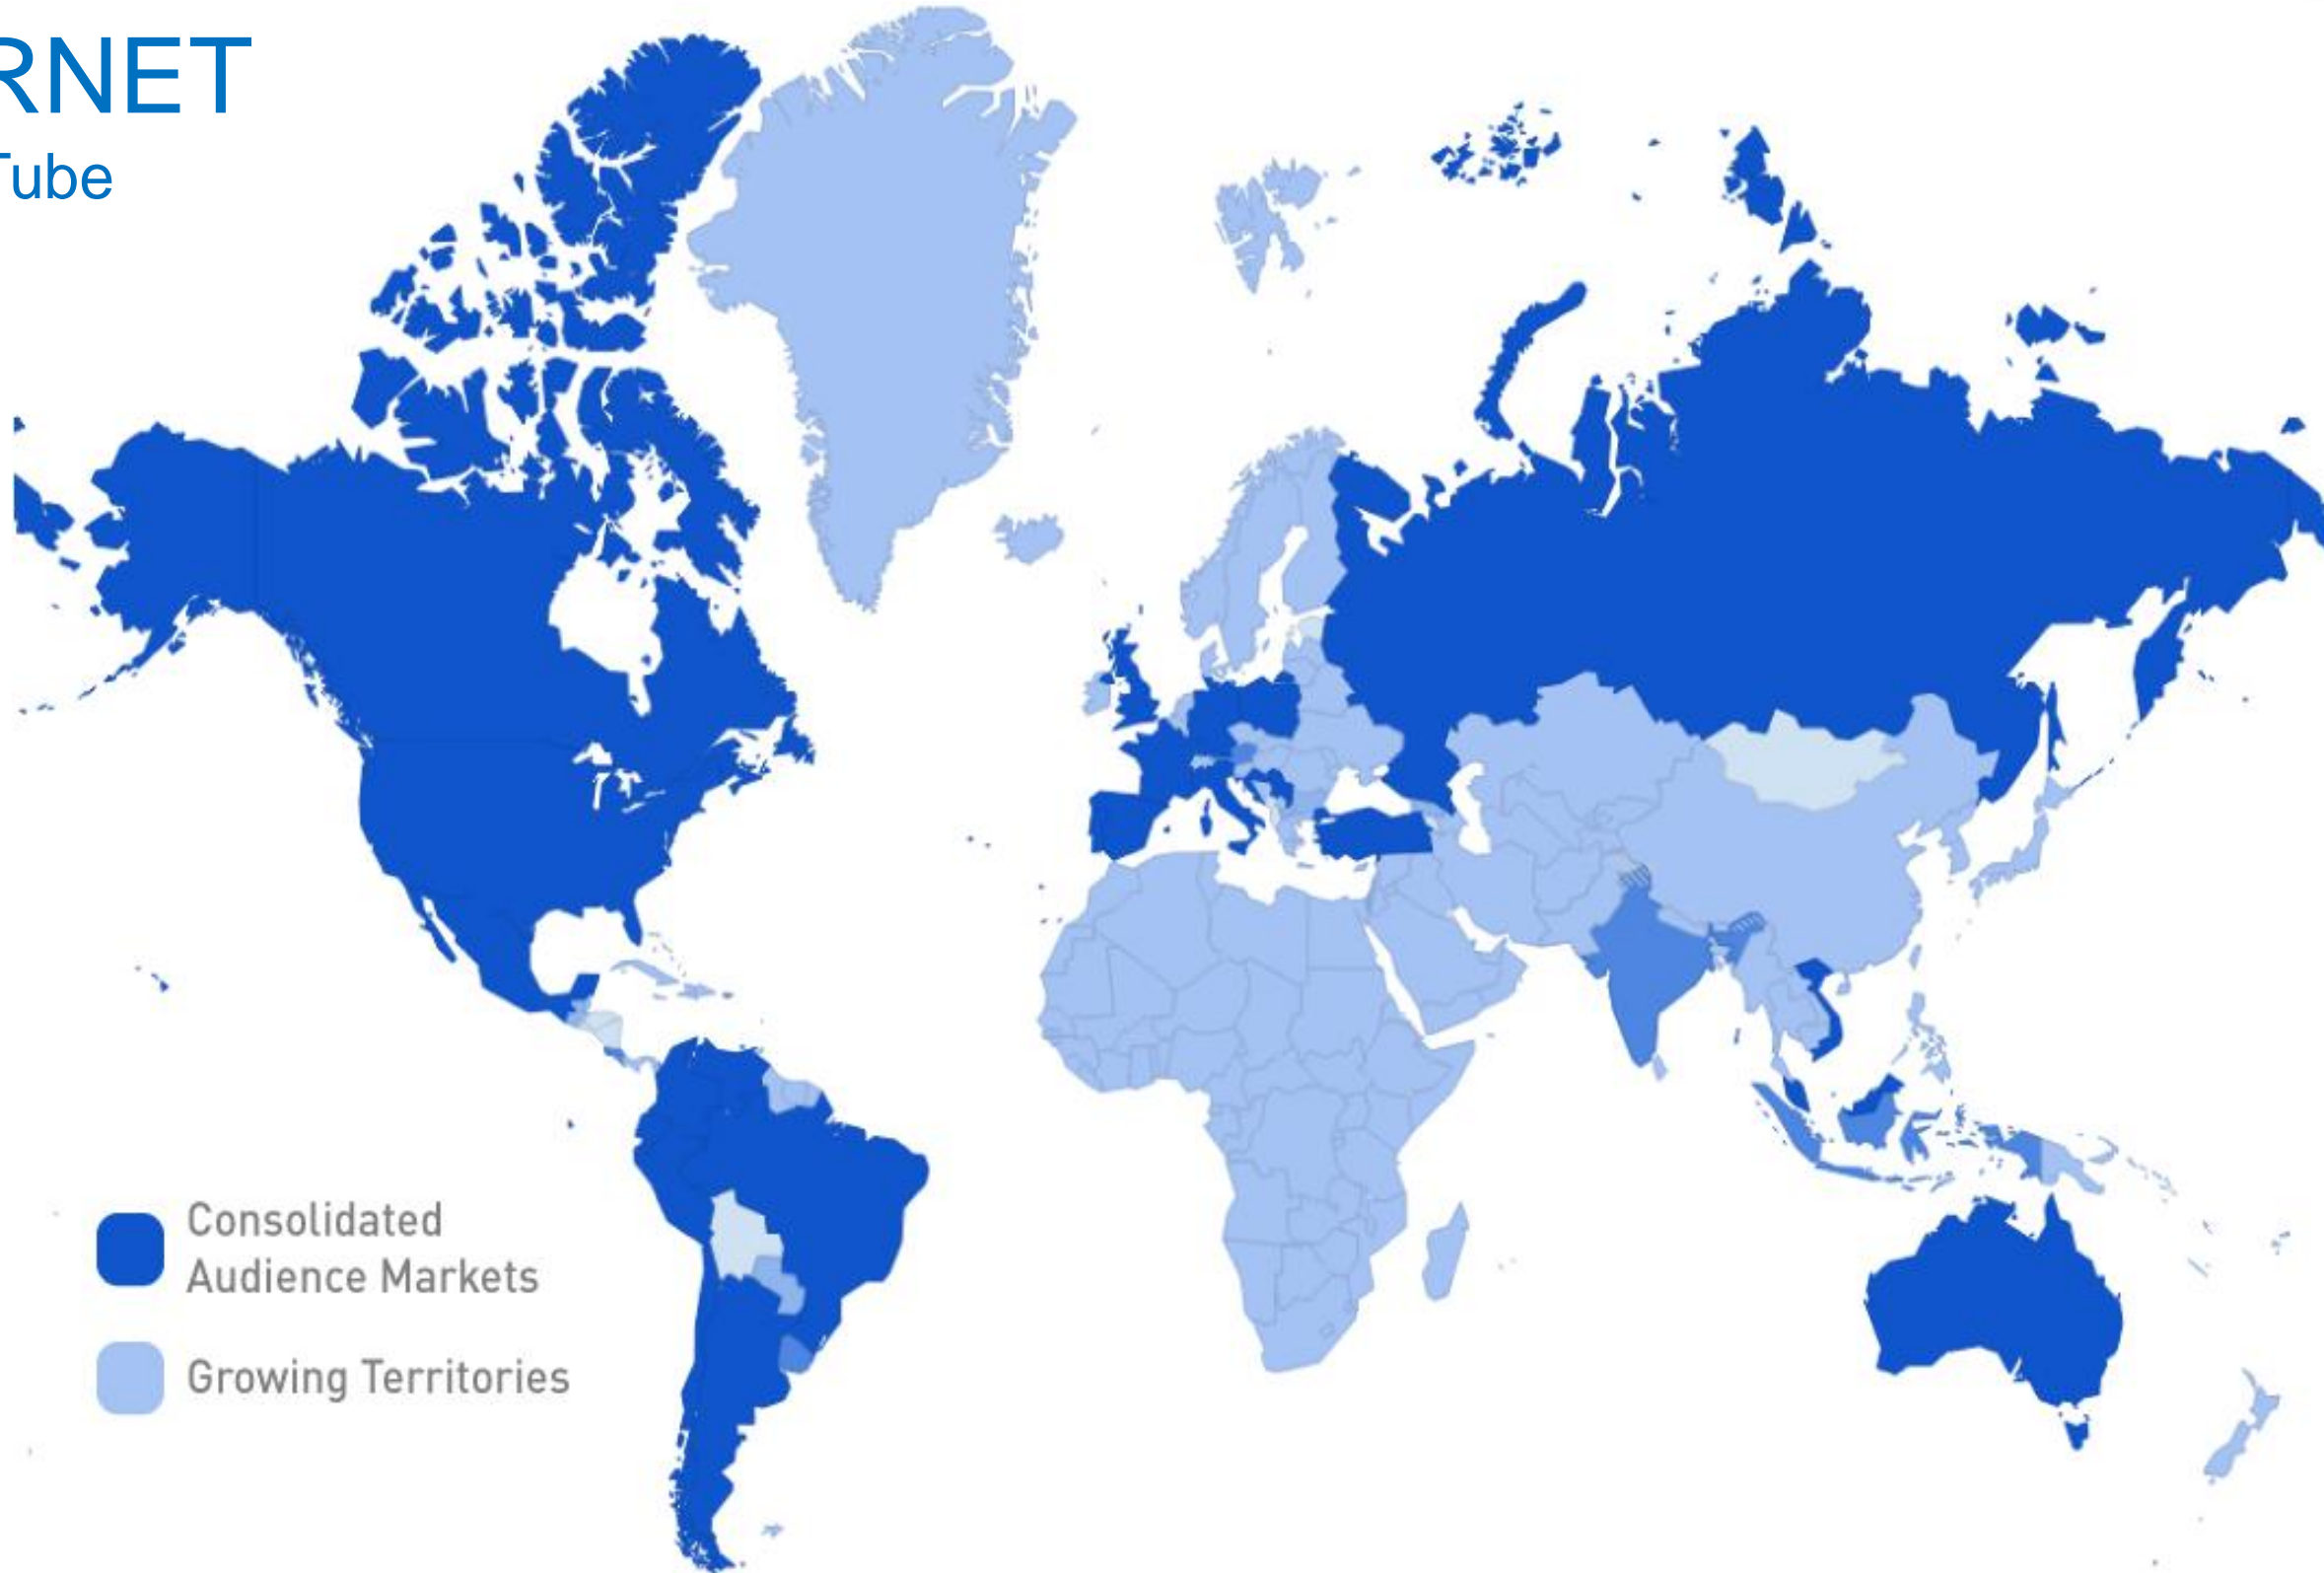 RNET
Tube
Consolidated
Audience Markets
Growing Territories